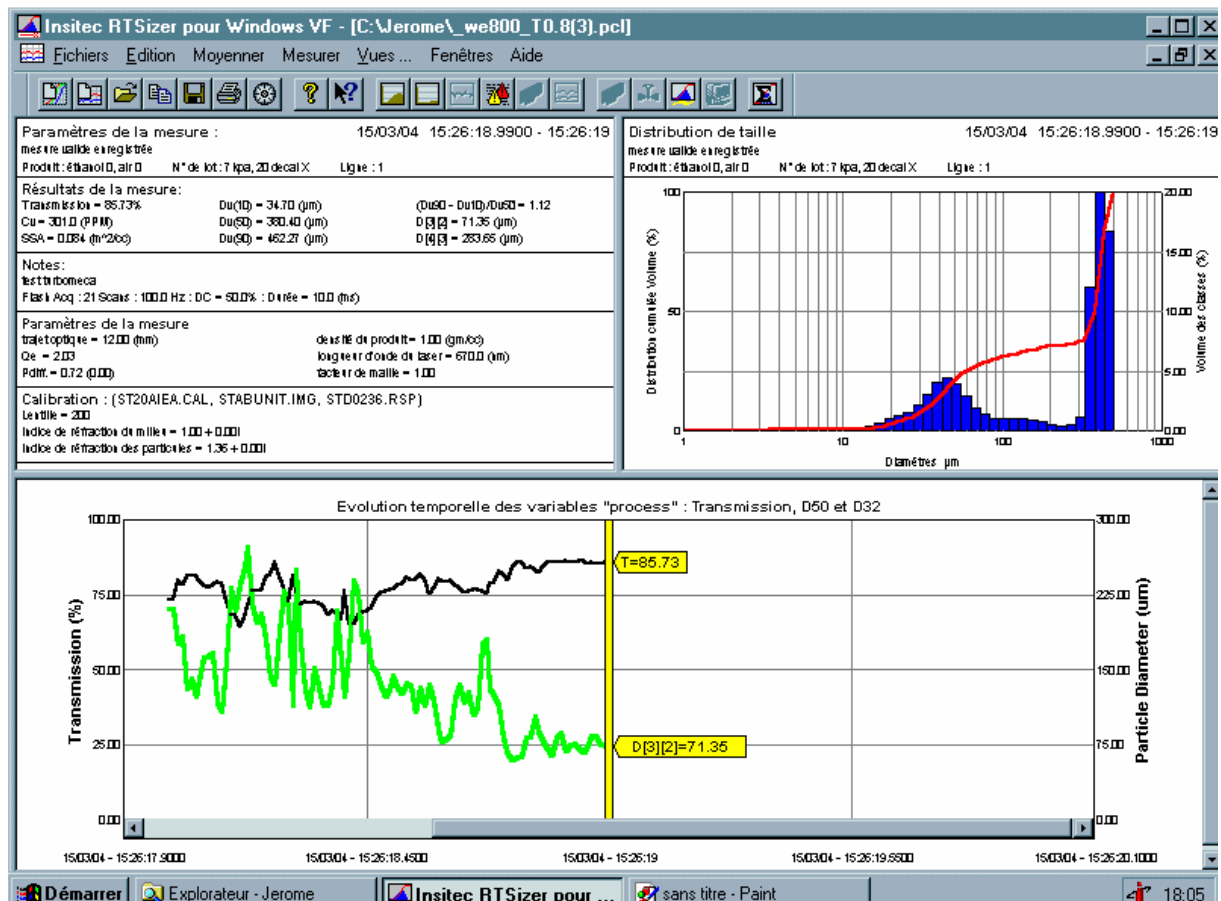 Insitec RTSizer pour Windows VF - [C:\Jerome\_we800_T0.8(3).pcl]
Fichiers Edition Moyenner Mesurer Vues ... Fenêtres Aide
Paramètres de la mesure : 15/03/04 15:26:18.9900 - 15:26:19
mesure valide enregistrée
Produit : éthanol 0, air 0 N° de lot : 7 kpa, 20 decal X Ligne : 1
Résultats de la mesure:
Transmission = 85.73% Dv(10) = 34.70 (µm) (Dv90 - Dv10)/Dv50 = 1.12
Cv = 301.0 (PPM) Dv(50) = 380.40 (µm) D[3][2] = 71.35 (µm)
SSA = 0.084 (m^2/cc) Dv(90) = 462.27 (µm) D[4][3] = 283.65 (µm)
Notes:
test turbomeca
Flash Acq : 21 Scans : 100.0 Hz : DC = 50.0% : Durée = 10.0 (ms)
Paramètres de la mesure
trajet optique = 12.00 (mm) densité du produit = 1.00 (gm/cc)
Qe = 2.03 longueur d'onde du laser = 670.0 (nm)
Pdiff. = 0.72 (0.00) facteur de maille = 1.00
Calibration : (STD20AIEA.CAL, STABUNIT.IMG, STD0236.RSP)
Lentille = 200
Indice de réfraction du milieu = 1.00 + 0.00i
Indice de réfraction des particules = 1.36 + 0.00i
Distribution de taille 15/03/04 15:26:18.9900 - 15:26:19
mesure valide enregistrée
Produit : éthanol 0, air 0 N° de lot : 7 kpa, 20 decal X Ligne : 1
Distribution cumulée Volume (%)
100
50
0
20.00
15.00
10.00
5.00
0.00
Volume des classes (%)
1 10 100 1000
Diamétres µm
Evolution temporelle des variables "process" : Transmission, D50 et D32
Transmission (%)
100.00
75.00
50.00
25.00
0.00
T=85.73
D[3][2]=71.35
300.00
225.00
150.00
75.00
0.00
Particle Diameter (um)
15/03/04 - 15:26:17.9000 15/03/04 - 15:26:18.4500 15/03/04 - 15:26:19 15/03/04 - 15:26:19.5500 15/03/04 - 15:26:20.1000
Démarrer Explorateur - Jerome Insitec RTSizer pour ... sans titre - Paint 18:05